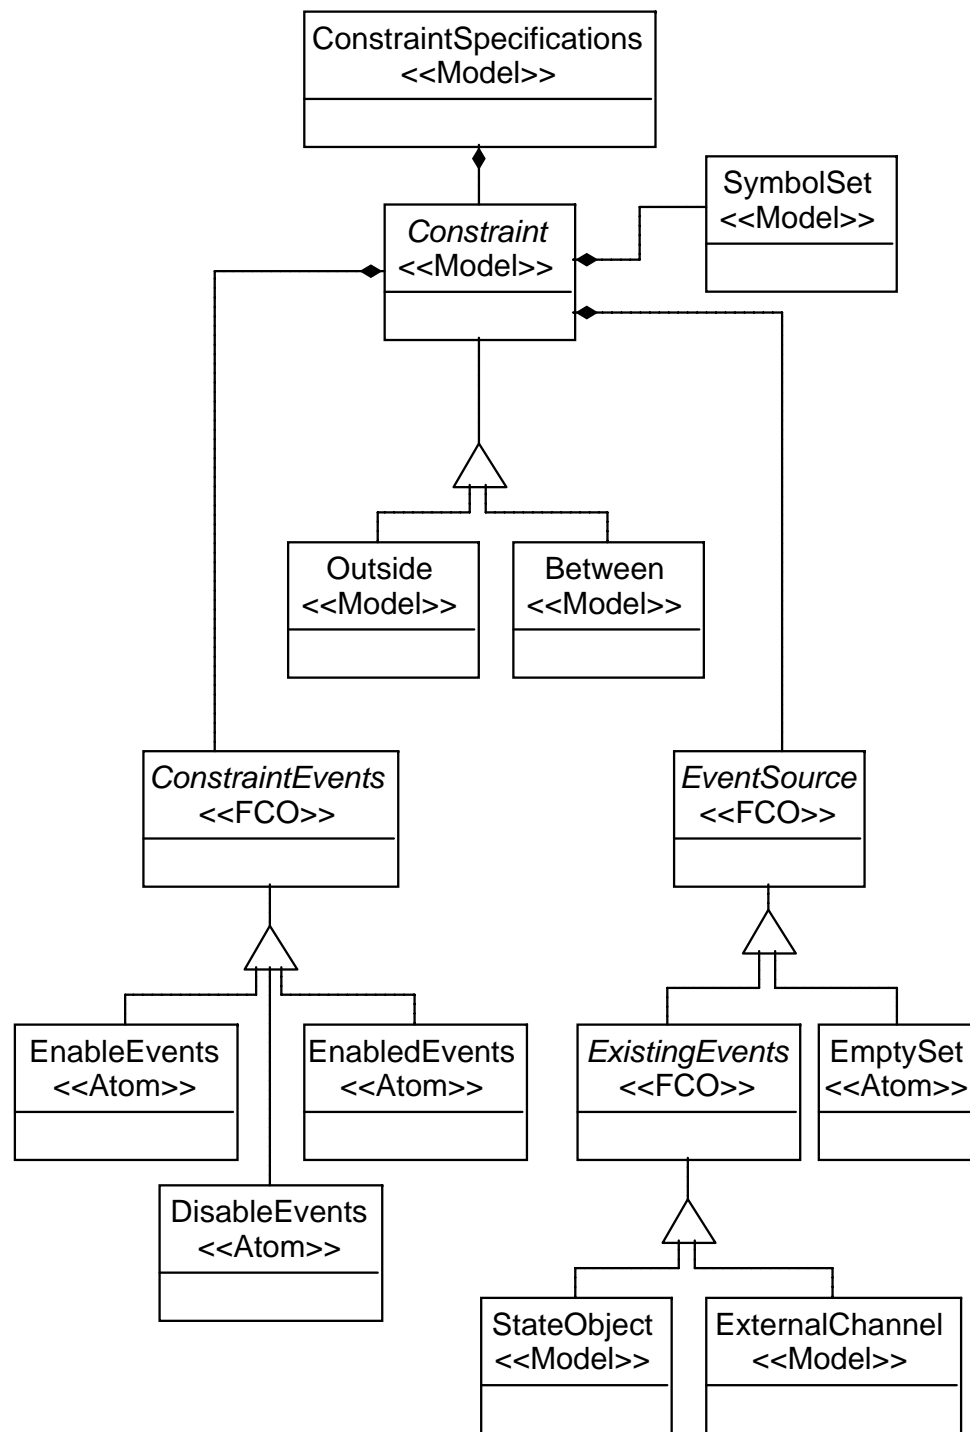 ConstraintSpecifications
<<Model>>
SymbolSet
<<Model>>
Constraint
<<Model>>
Outside
<<Model>>
Between
<<Model>>
ConstraintEvents
<<FCO>>
EventSource
<<FCO>>
EnableEvents
<<Atom>>
EnabledEvents
<<Atom>>
ExistingEvents
<<FCO>>
EmptySet
<<Atom>>
DisableEvents
<<Atom>>
StateObject
<<Model>>
ExternalChannel
<<Model>>